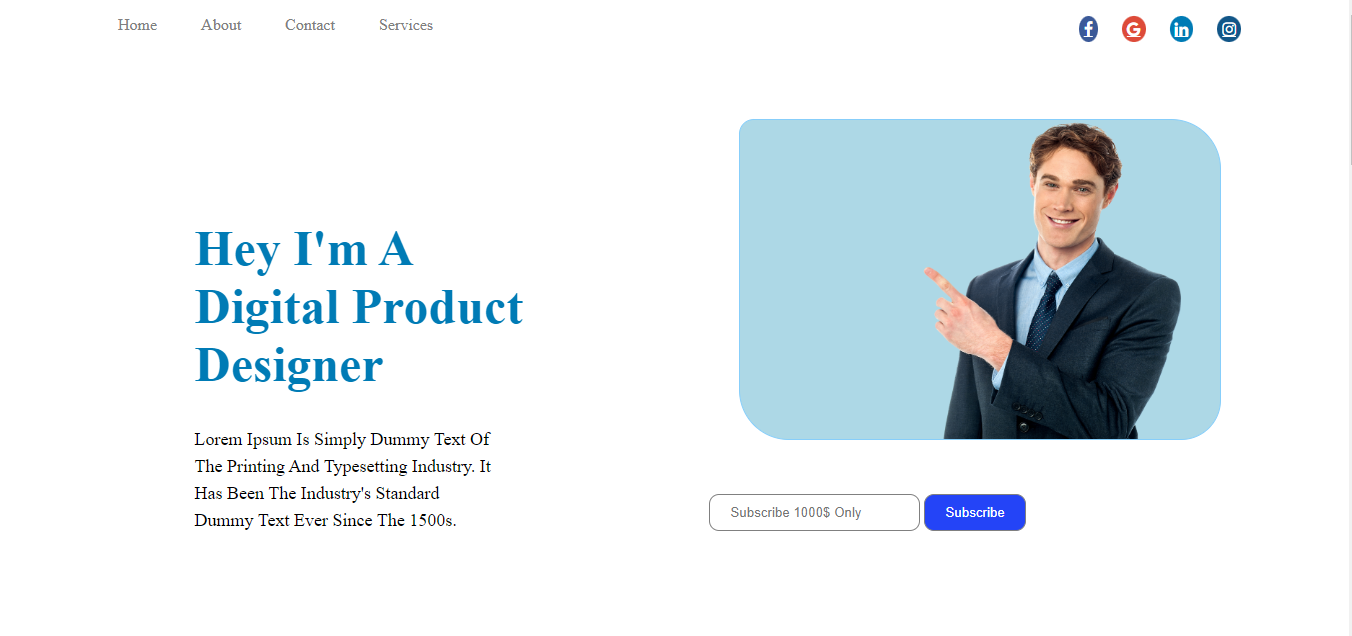 Home About Contact Services
f G in
Hey I'm A
Digital Product
Designer
Lorem Ipsum Is Simply Dummy Text Of
The Printing And Typesetting Industry. It
Has Been The Industry's Standard
Dummy Text Ever Since The 1500s.
Subscribe 1000$ Only Subscribe